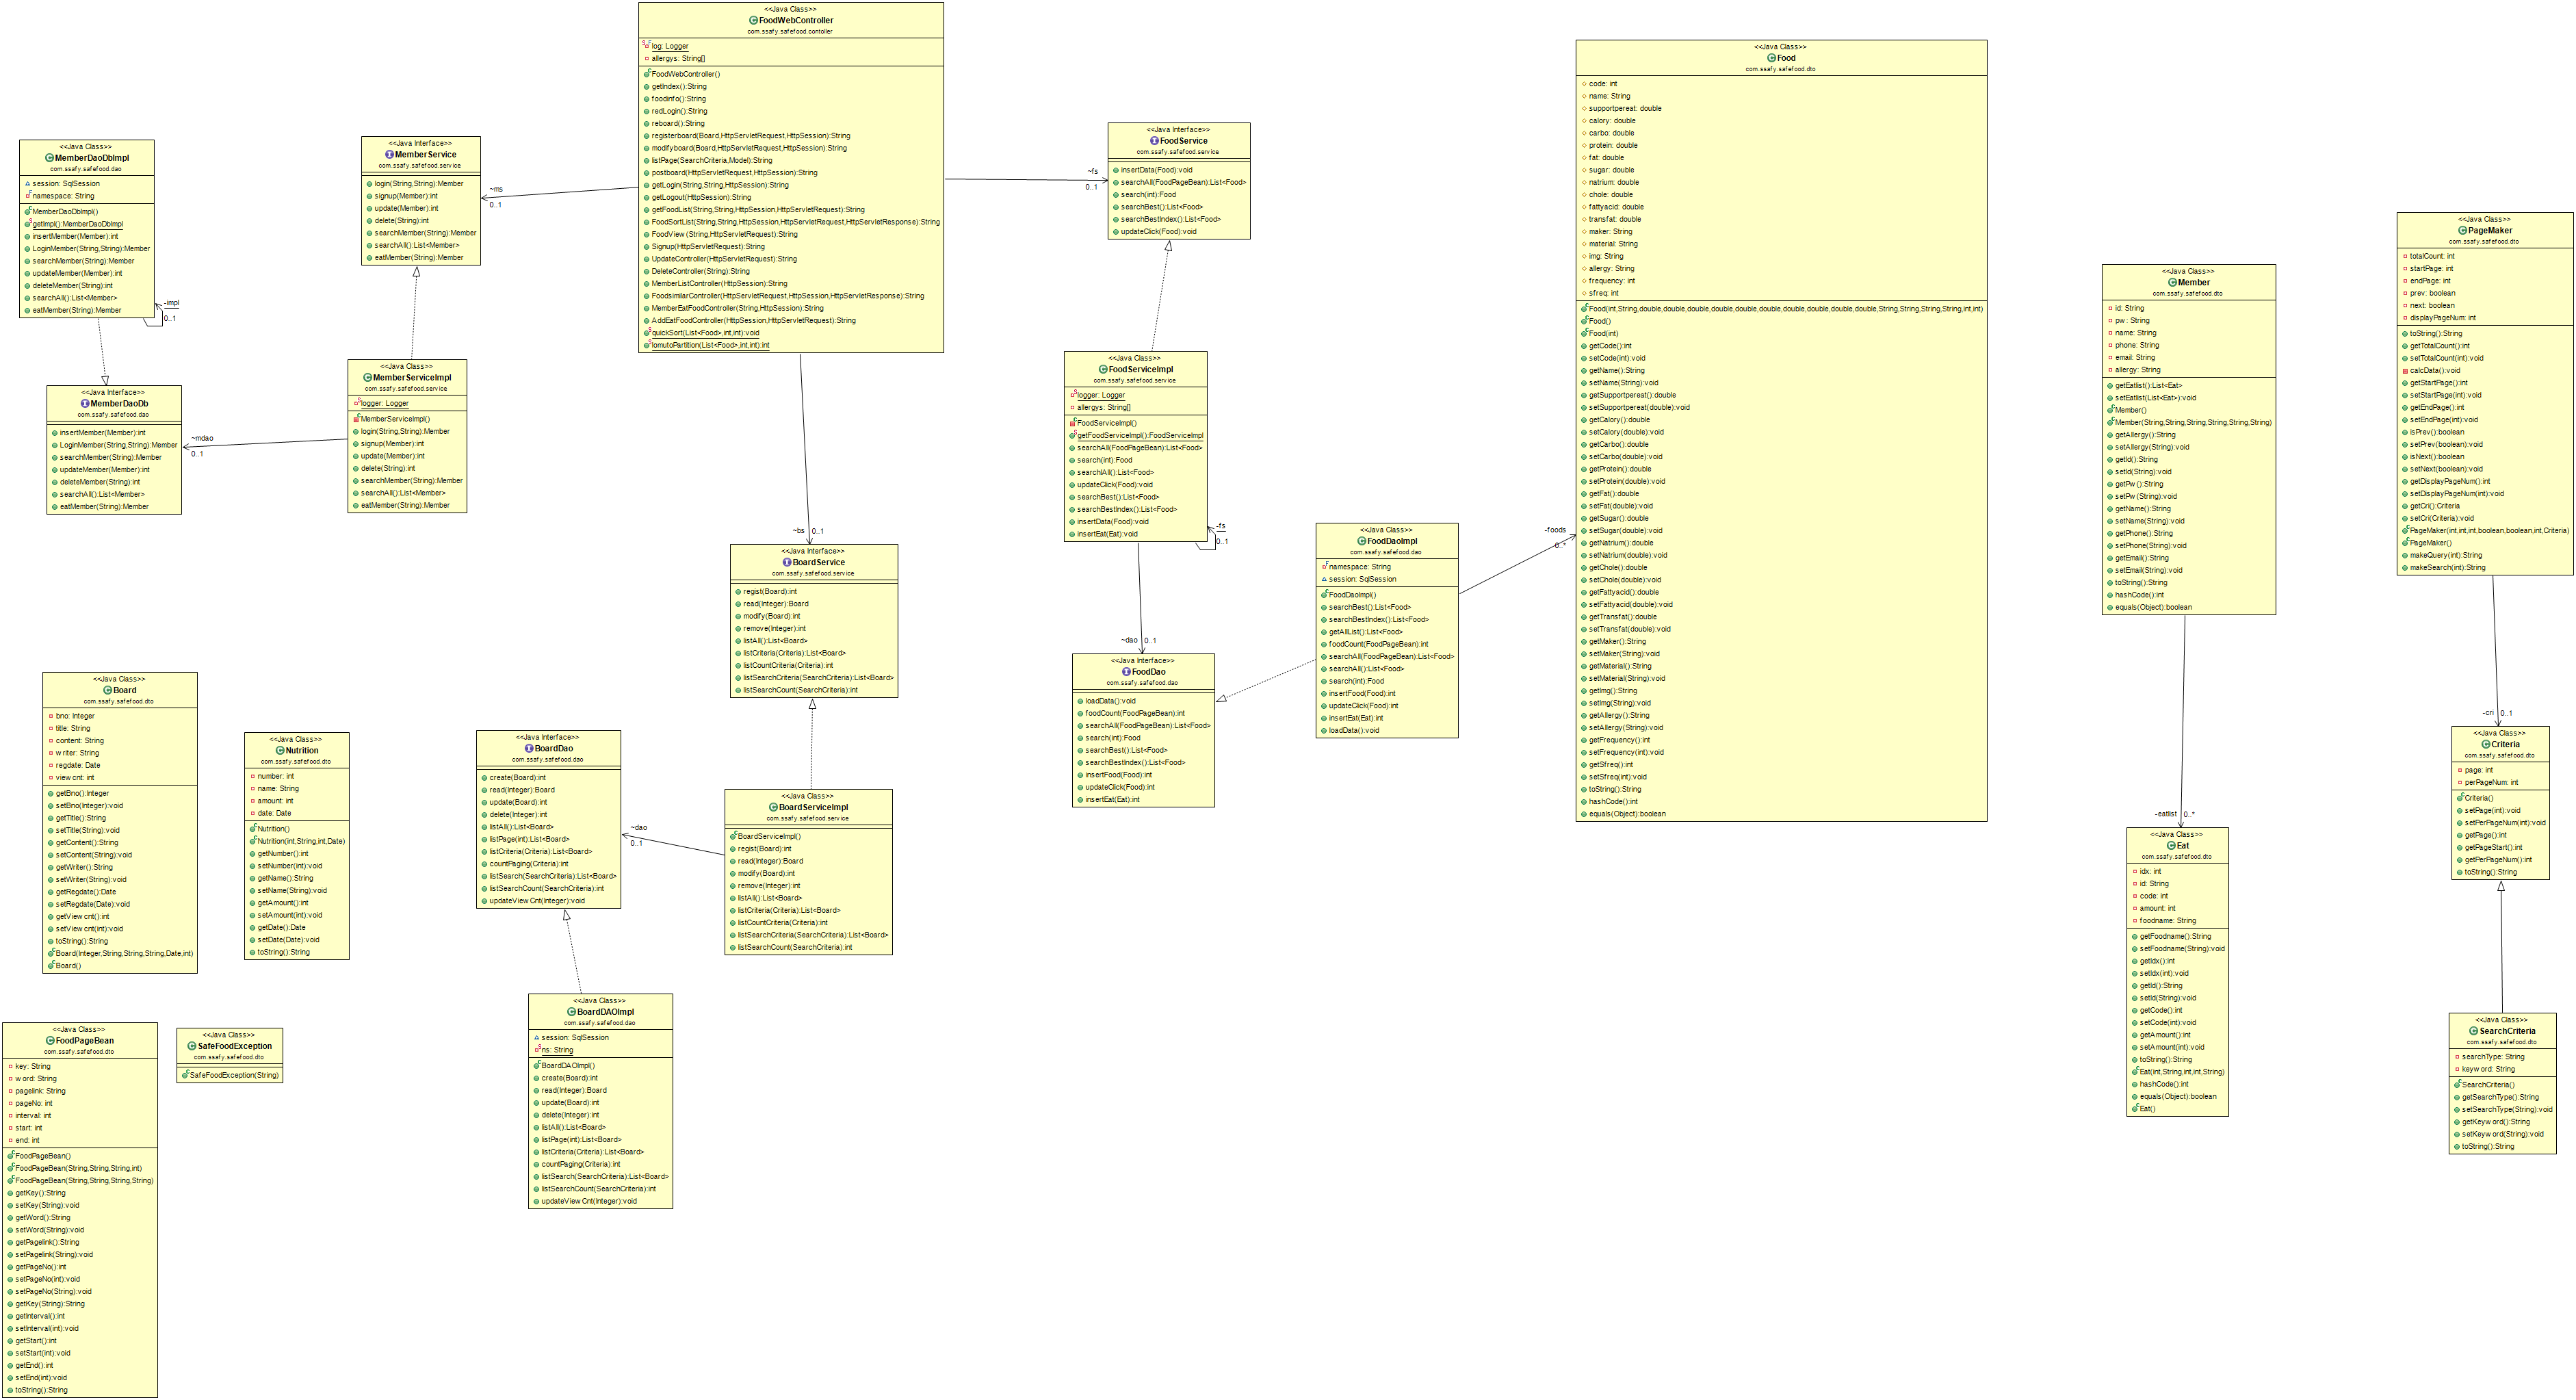 <<Java Class>>
FoodWebController
com.ssafy.safefood.contoller
log: Logger
allergys: String[]
FoodWebController()
getIndex():String
foodinfo():String
redLogin():String
reboard():String
registerboard(Board,HttpServletRequest,HttpSession):String
modifyboard(Board,HttpServletRequest,HttpSession):String
listPage(SearchCriteria,Model):String
postboard(HttpServletRequest,HttpSession):String
getLogin(String,String,HttpSession):String
getLogout(HttpSession):String
getFoodList(String,String,HttpSession,HttpServletRequest):String
FoodSortList(String,String,HttpSession,HttpServletRequest,HttpServletResponse):String
FoodView (String,HttpServletRequest):String
Signup(HttpServletRequest):String
UpdateController(HttpServletRequest):String
DeleteController(String):String
MemberListController(HttpSession):String
FoodsimilarController(HttpServletRequest,HttpSession,HttpServletResponse):String
MemberEatFoodController(String,HttpSession):String
AddEatFoodController(HttpSession,HttpServletRequest):String
quickSort(List<Food>,int,int):void
lomutoPartition(List<Food>,int,int):int
~ms
0..1
~fs
0..1
~bs
0..1
<<Java Class>>
MemberDaoDbImpl
com.ssafy.safefood.dao
session: SqlSession
namespace: String
MemberDaoDbImpl()
getImpl():MemberDaoDbImpl
insertMember(Member):int
LoginMember(String,String):Member
searchMember(String):Member
updateMember(Member):int
deleteMember(String):int
searchAll():List<Member>
eatMember(String):Member
-impl
0..1
<<Java Interface>>
MemberService
com.ssafy.safefood.service
login(String,String):Member
signup(Member):int
update(Member):int
delete(String):int
searchMember(String):Member
searchAll():List<Member>
eatMember(String):Member
<<Java Class>>
MemberServiceImpl
com.ssafy.safefood.service
logger: Logger
MemberServiceImpl()
login(String,String):Member
signup(Member):int
update(Member):int
delete(String):int
searchMember(String):Member
searchAll():List<Member>
eatMember(String):Member
~mdao
0..1
<<Java Interface>>
MemberDaoDb
com.ssafy.safefood.dao
insertMember(Member):int
LoginMember(String,String):Member
searchMember(String):Member
updateMember(Member):int
deleteMember(String):int
searchAll():List<Member>
eatMember(String):Member
<<Java Interface>>
FoodService
com.ssafy.safefood.service
insertData(Food):void
searchAll(FoodPageBean):List<Food>
search(int):Food
searchBest():List<Food>
searchBestIndex():List<Food>
updateClick(Food):void
<<Java Class>>
FoodServiceImpl
com.ssafy.safefood.service
logger: Logger
allergys: String[]
FoodServiceImpl()
getFoodServiceImpl():FoodServiceImpl
searchAll(FoodPageBean):List<Food>
search(int):Food
searchlAll():List<Food>
updateClick(Food):void
searchBest():List<Food>
searchBestIndex():List<Food>
insertData(Food):void
insertEat(Eat):void
-fs
0..1
~dao
0..1
<<Java Interface>>
FoodDao
com.ssafy.safefood.dao
loadData():void
foodCount(FoodPageBean):int
searchAll(FoodPageBean):List<Food>
search(int):Food
searchBest():List<Food>
searchBestIndex():List<Food>
insertFood(Food):int
updateClick(Food):int
insertEat(Eat):int
<<Java Class>>
FoodDaoImpl
com.ssafy.safefood.dao
namespace: String
session: SqlSession
FoodDaoImpl()
searchBest():List<Food>
searchBestIndex():List<Food>
getAllList():List<Food>
foodCount(FoodPageBean):int
searchAll(FoodPageBean):List<Food>
searchAll():List<Food>
search(int):Food
insertFood(Food):int
updateClick(Food):int
insertEat(Eat):int
loadData():void
-foods
0..*
<<Java Class>>
Food
com.ssafy.safefood.dto
code: int
name: String
supportpereat: double
calory: double
carbo: double
protein: double
fat: double
sugar: double
natrium: double
chole: double
fattyacid: double
transfat: double
maker: String
material: String
img: String
allergy: String
frequency: int
sfreq: int
Food(int,String,double,double,double,double,double,double,double,double,double,double,String,String,String,String,int,int)
Food()
Food(int)
getCode():int
setCode(int):void
getName():String
setName(String):void
getSupportpereat():double
setSupportpereat(double):void
getCalory():double
setCalory(double):void
getCarbo():double
setCarbo(double):void
getProtein():double
setProtein(double):void
getFat():double
setFat(double):void
getSugar():double
setSugar(double):void
getNatrium():double
setNatrium(double):void
getChole():double
setChole(double):void
getFattyacid():double
setFattyacid(double):void
getTransfat():double
setTransfat(double):void
getMaker():String
setMaker(String):void
getMaterial():String
setMaterial(String):void
getImg():String
setImg(String):void
getAllergy():String
setAllergy(String):void
getFrequency():int
setFrequency(int):void
getSfreq():int
setSfreq(int):void
toString():String
hashCode():int
equals(Object):boolean
<<Java Class>>
Member
com.ssafy.safefood.dto
id: String
pw : String
name: String
phone: String
email: String
allergy: String
getEatlist():List<Eat>
setEatlist(List<Eat>):void
Member()
Member(String,String,String,String,String,String)
getAllergy():String
setAllergy(String):void
getId():String
setId(String):void
getPw ():String
setPw (String):void
getName():String
setName(String):void
getPhone():String
setPhone(String):void
getEmail():String
setEmail(String):void
toString():String
hashCode():int
equals(Object):boolean
-eatlist
0..*
<<Java Class>>
Eat
com.ssafy.safefood.dto
idx: int
id: String
code: int
amount: int
foodname: String
getFoodname():String
setFoodname(String):void
getIdx():int
setIdx(int):void
getId():String
setId(String):void
getCode():int
setCode(int):void
getAmount():int
setAmount(int):void
toString():String
Eat(int,String,int,int,String)
hashCode():int
equals(Object):boolean
Eat()
<<Java Class>>
PageMaker
com.ssafy.safefood.dto
totalCount: int
startPage: int
endPage: int
prev: boolean
next: boolean
displayPageNum: int
toString():String
getTotalCount():int
setTotalCount(int):void
calcData():void
getStartPage():int
setStartPage(int):void
getEndPage():int
setEndPage(int):void
isPrev():boolean
setPrev(boolean):void
isNext():boolean
setNext(boolean):void
getDisplayPageNum():int
setDisplayPageNum(int):void
getCri():Criteria
setCri(Criteria):void
PageMaker(int,int,int,boolean,boolean,int,Criteria)
PageMaker()
makeQuery(int):String
makeSearch(int):String
-cri
0..1
<<Java Class>>
Criteria
com.ssafy.safefood.dto
page: int
perPageNum: int
Criteria()
setPage(int):void
setPerPageNum(int):void
getPage():int
getPageStart():int
getPerPageNum():int
toString():String
<<Java Class>>
SearchCriteria
com.ssafy.safefood.dto
searchType: String
keyw ord: String
SearchCriteria()
getSearchType():String
setSearchType(String):void
getKeyw ord():String
setKeyw ord(String):void
toString():String
<<Java Interface>>
BoardService
com.ssafy.safefood.service
regist(Board):int
read(Integer):Board
modify(Board):int
remove(Integer):int
listAll():List<Board>
listCriteria(Criteria):List<Board>
listCountCriteria(Criteria):int
listSearchCriteria(SearchCriteria):List<Board>
listSearchCount(SearchCriteria):int
<<Java Class>>
BoardServiceImpl
com.ssafy.safefood.service
BoardServiceImpl()
regist(Board):int
read(Integer):Board
modify(Board):int
remove(Integer):int
listAll():List<Board>
listCriteria(Criteria):List<Board>
listCountCriteria(Criteria):int
listSearchCriteria(SearchCriteria):List<Board>
listSearchCount(SearchCriteria):int
~dao
0..1
<<Java Interface>>
BoardDao
com.ssafy.safefood.dao
create(Board):int
read(Integer):Board
update(Board):int
delete(Integer):int
listAll():List<Board>
listPage(int):List<Board>
listCriteria(Criteria):List<Board>
countPaging(Criteria):int
listSearch(SearchCriteria):List<Board>
listSearchCount(SearchCriteria):int
updateView Cnt(Integer):void
<<Java Class>>
BoardDAOImpl
com.ssafy.safefood.dao
session: SqlSession
ns: String
BoardDAOImpl()
create(Board):int
read(Integer):Board
update(Board):int
delete(Integer):int
listAll():List<Board>
listPage(int):List<Board>
listCriteria(Criteria):List<Board>
countPaging(Criteria):int
listSearch(SearchCriteria):List<Board>
listSearchCount(SearchCriteria):int
updateView Cnt(Integer):void
<<Java Class>>
Board
com.ssafy.safefood.dto
bno: Integer
title: String
content: String
w riter: String
regdate: Date
view cnt: int
getBno():Integer
setBno(Integer):void
getTitle():String
setTitle(String):void
getContent():String
setContent(String):void
getWriter():String
setWriter(String):void
getRegdate():Date
setRegdate(Date):void
getView cnt():int
setView cnt(int):void
toString():String
Board(Integer,String,String,String,Date,int)
Board()
<<Java Class>>
Nutrition
com.ssafy.safefood.dto
number: int
name: String
amount: int
date: Date
Nutrition()
Nutrition(int,String,int,Date)
getNumber():int
setNumber(int):void
getName():String
setName(String):void
getAmount():int
setAmount(int):void
getDate():Date
setDate(Date):void
toString():String
<<Java Class>>
FoodPageBean
com.ssafy.safefood.dto
key: String
w ord: String
pagelink: String
pageNo: int
interval: int
start: int
end: int
FoodPageBean()
FoodPageBean(String,String,String,int)
FoodPageBean(String,String,String,String)
getKey():String
setKey(String):void
getWord():String
setWord(String):void
getPagelink():String
setPagelink(String):void
getPageNo():int
setPageNo(int):void
setPageNo(String):void
getKey(String):String
getInterval():int
setInterval(int):void
getStart():int
setStart(int):void
getEnd():int
setEnd(int):void
toString():String
<<Java Class>>
SafeFoodException
com.ssafy.safefood.dto
SafeFoodException(String)